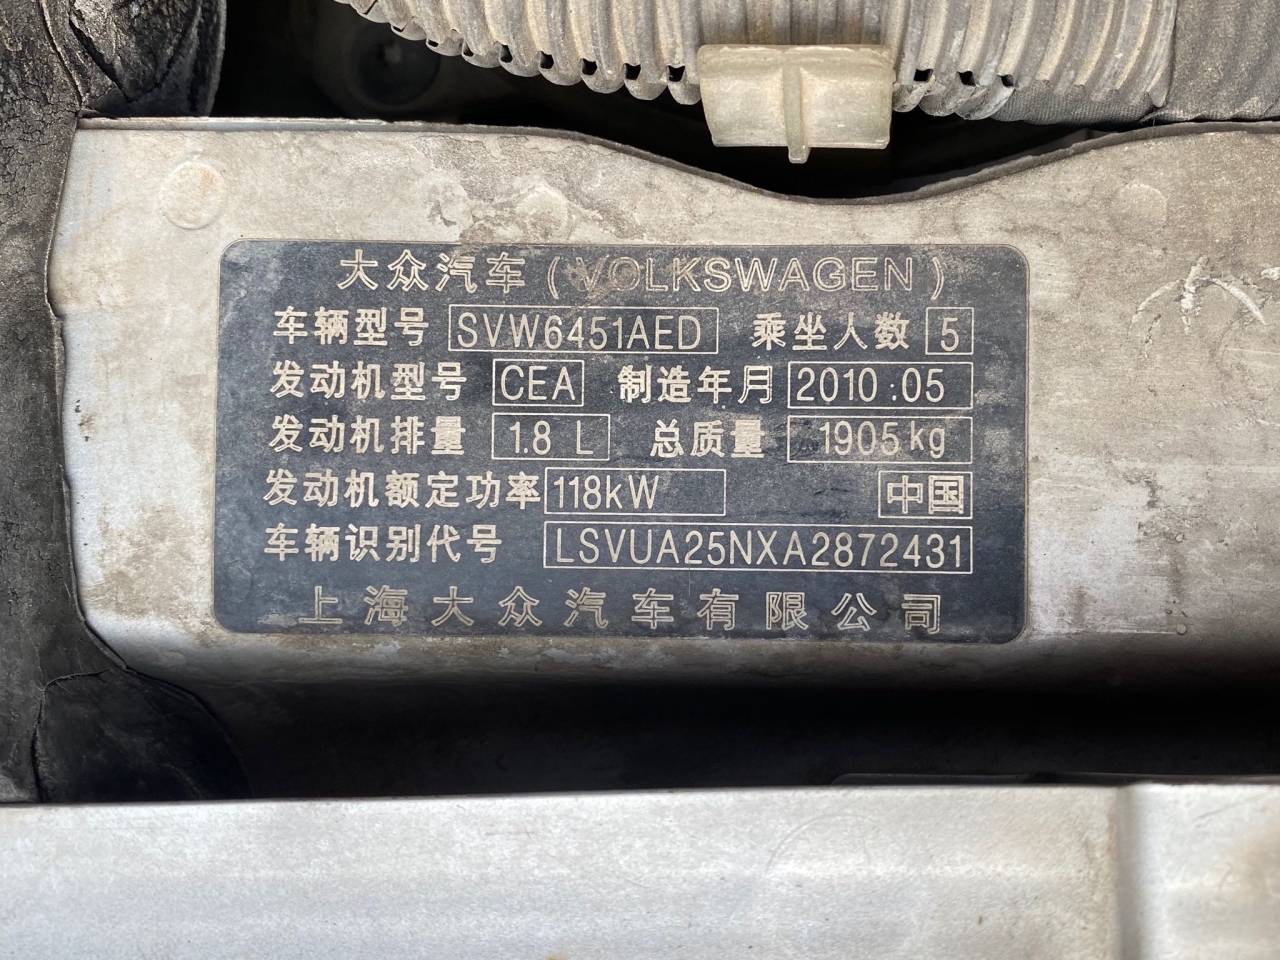 大众汽车(VOLKSWAGEN)
车辆型号 SVW6451AED 乘坐人数 5
发动机型号 CEA 制造年月 2010.05
发动机排量 1.8 L 总质量 1905kg
发动机额定功率 118kW 中国
车辆识别代号 LSVUA25NXA2872431
上海大众汽车有限公司